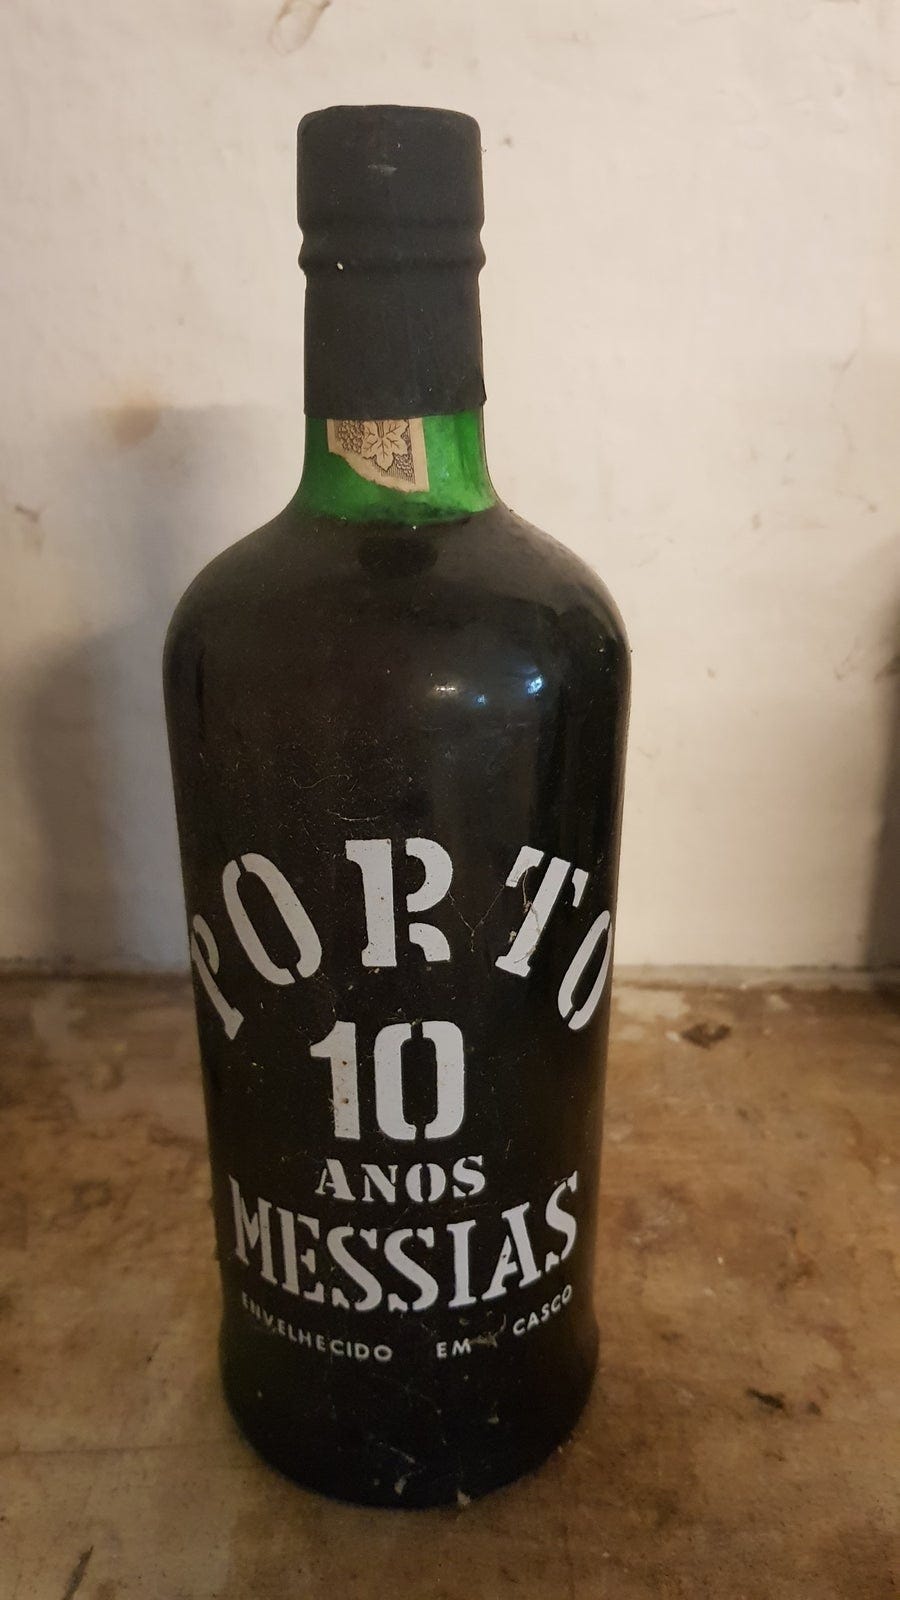 PORTO
10
ANOS
MESSIAS
ENVELHECIDO EM CASCO